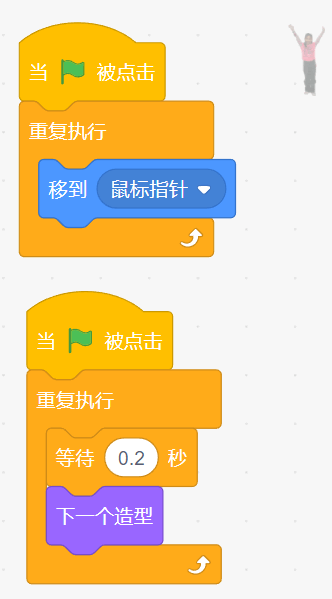 当 被点击
重复执行
移到 鼠标指针
当 被点击
重复执行
等待 0.2 秒
下一个造型